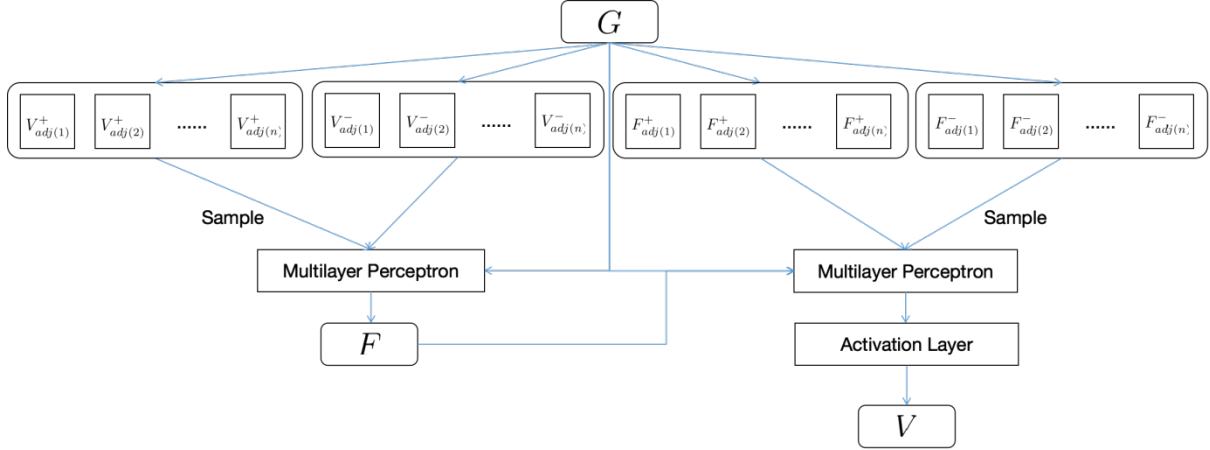 G
V⁺adj(1) V⁺adj(2) ...... V⁺adj(n) V⁻adj(1) V⁻adj(2) ...... V⁻adj(n) F⁺adj(1) F⁺adj(2) ...... F⁺adj(n) F⁻adj(1) F⁻adj(2) ...... F⁻adj(n)
Sample Sample
Multilayer Perceptron Multilayer Perceptron
F Activation Layer
V